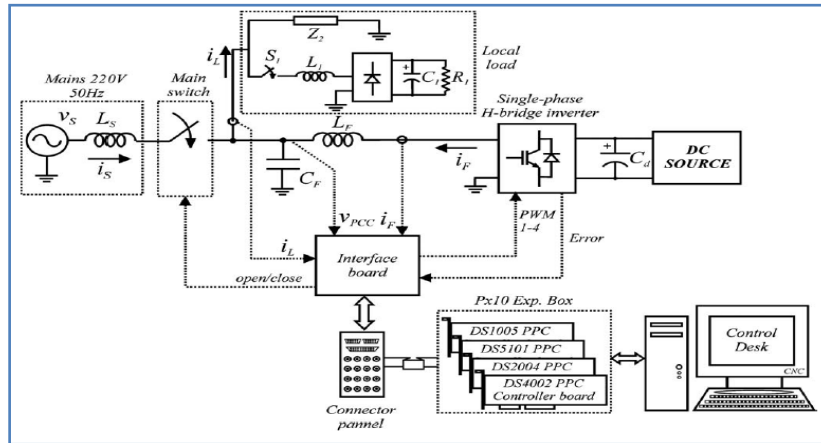 Mains 220V
50Hz
Main
switch
iL
Z2
S1
L1
C1
R1
Local
load
vS
LS
iS
LF
CF
iF
Single-phase
H-bridge inverter
Cd
DC
SOURCE
vPCC
iF
iL
PWM
1-4
Error
Interface
board
open/close
Px10 Exp. Box
DS1005 PPC
DS5101 PPC
DS2004 PPC
DS4002 PPC
Controller board
Connector
pannel
Control
Desk
CNC